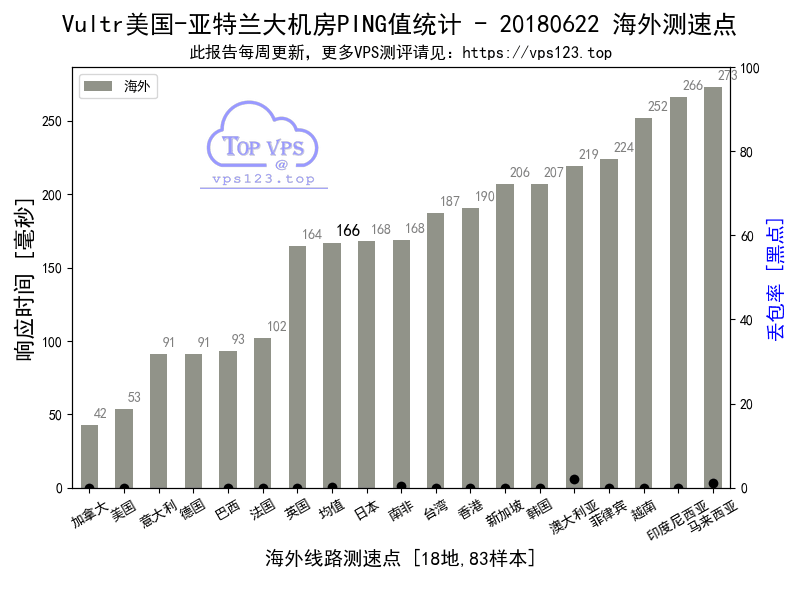 Vultr美国-亚特兰大机房PING值统计 - 20180622 海外测速点
此报告每周更新，更多VPS测评请见：https://vps123.top
海外
TOP VPS
@
vps123.top
响应时间 [毫秒]
250
200
150
100
50
0
42
53
91
91
93
102
164
166
168
168
187
190
206
207
219
224
252
266
273
100
80
60
40
20
0
丢包率 [黑点]
加拿大
美国
意大利
德国
巴西
法国
英国
均值
日本
南非
台湾
香港
新加坡
韩国
澳大利亚
菲律宾
越南
印度尼西亚
马来西亚
海外线路测速点 [18地,83样本]